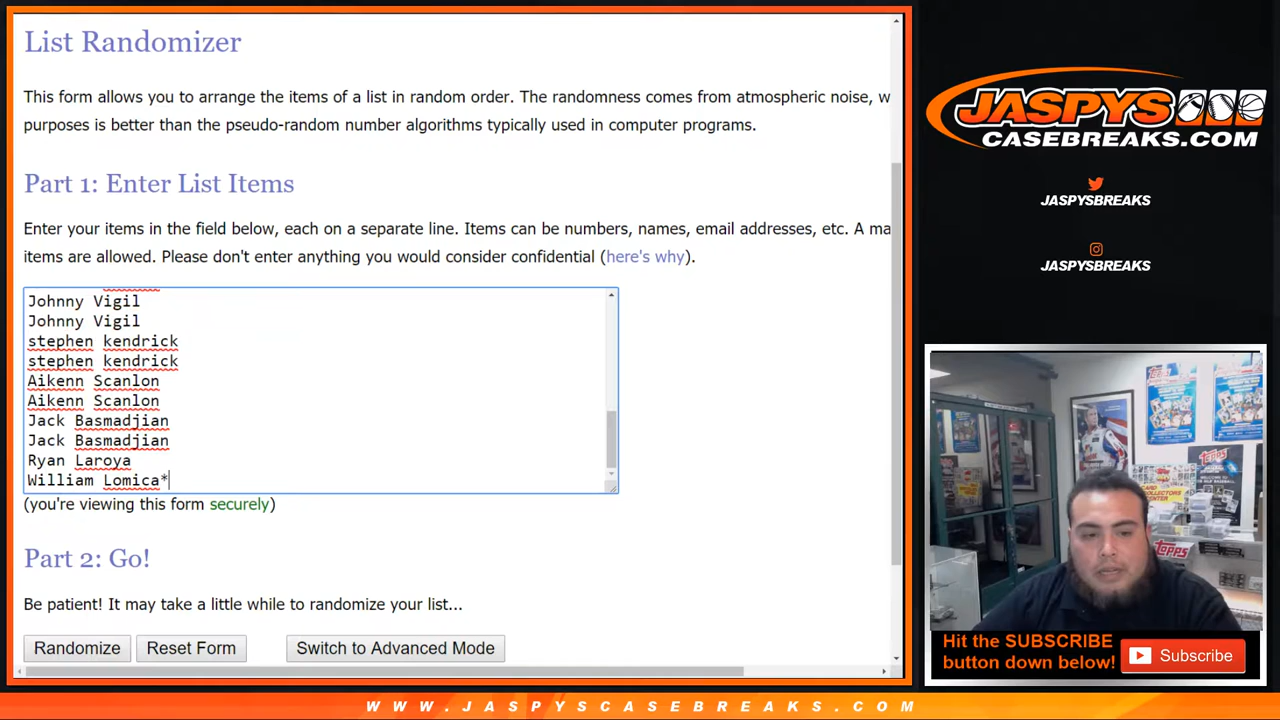 List Randomizer
This form allows you to arrange the items of a list in random order. The randomness comes from atmospheric noise, w
purposes is better than the pseudo-random number algorithms typically used in computer programs.
Part 1: Enter List Items
Enter your items in the field below, each on a separate line. Items can be numbers, names, email addresses, etc. A ma
items are allowed. Please don't enter anything you would consider confidential (here's why).
Johnny Vigil
Johnny Vigil
stephen kendrick
stephen kendrick
Aikenn Scanlon
Aikenn Scanlon
Jack Basmadjian
Jack Basmadjian
Ryan Laroya
William Lomica*
(you're viewing this form securely)
Part 2: Go!
Be patient! It may take a little while to randomize your list...
Randomize Reset Form Switch to Advanced Mode
JASPYS
CASEBREAKS.COM
JASPYSBREAKS
JASPYSBREAKS
TOPPS
Topps
Hit the SUBSCRIBE
button down below!
Subscribe
WWW.JASPYSCASEBREAKS.COM